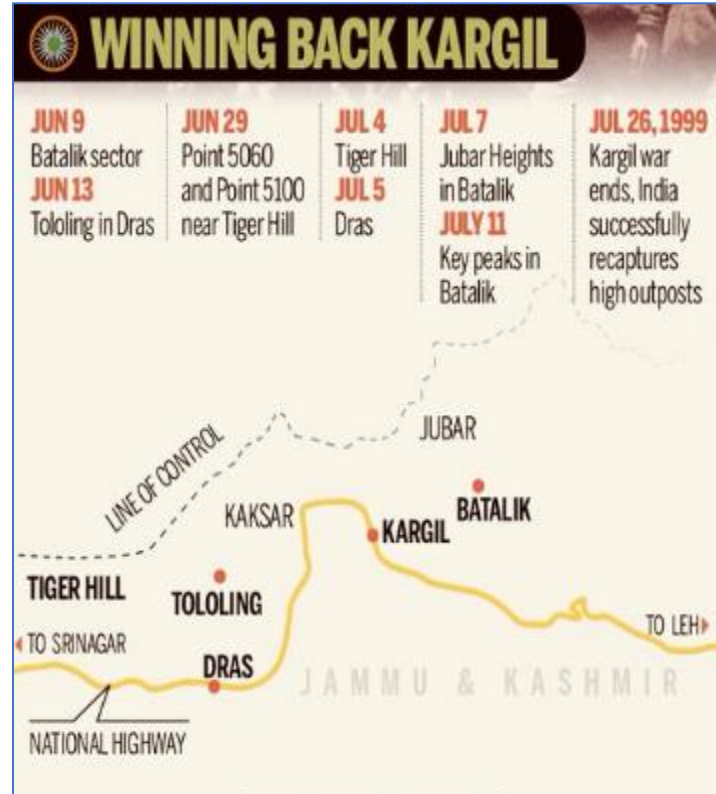 WINNING BACK KARGIL
JUN 9
Batalik sector
JUN 13
Tololing in Dras
JUN 29
Point 5060
and Point 5100
near Tiger Hill
JUL 4
Tiger Hill
JUL 5
Dras
JUL 7
Jubar Heights
in Batalik
JULY 11
Key peaks in
Batalik
JUL 26, 1999
Kargil war
ends, India
successfully
recaptures
high outposts
JUBAR
LINE OF CONTROL
BATALIK
KAKSAR
KARGIL
TIGER HILL
TOLOLING
TO LEH
TO SRINAGAR
DRAS
JAMMU & KASHMIR
NATIONAL HIGHWAY